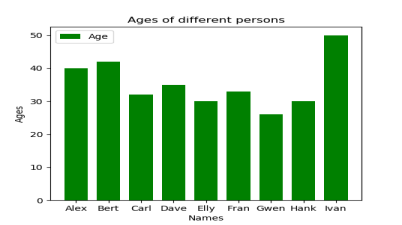 Ages of different persons
Age
50
40
30
20
10
0
Ages
Alex Bert Carl Dave Elly Fran Gwen Hank Ivan
Names